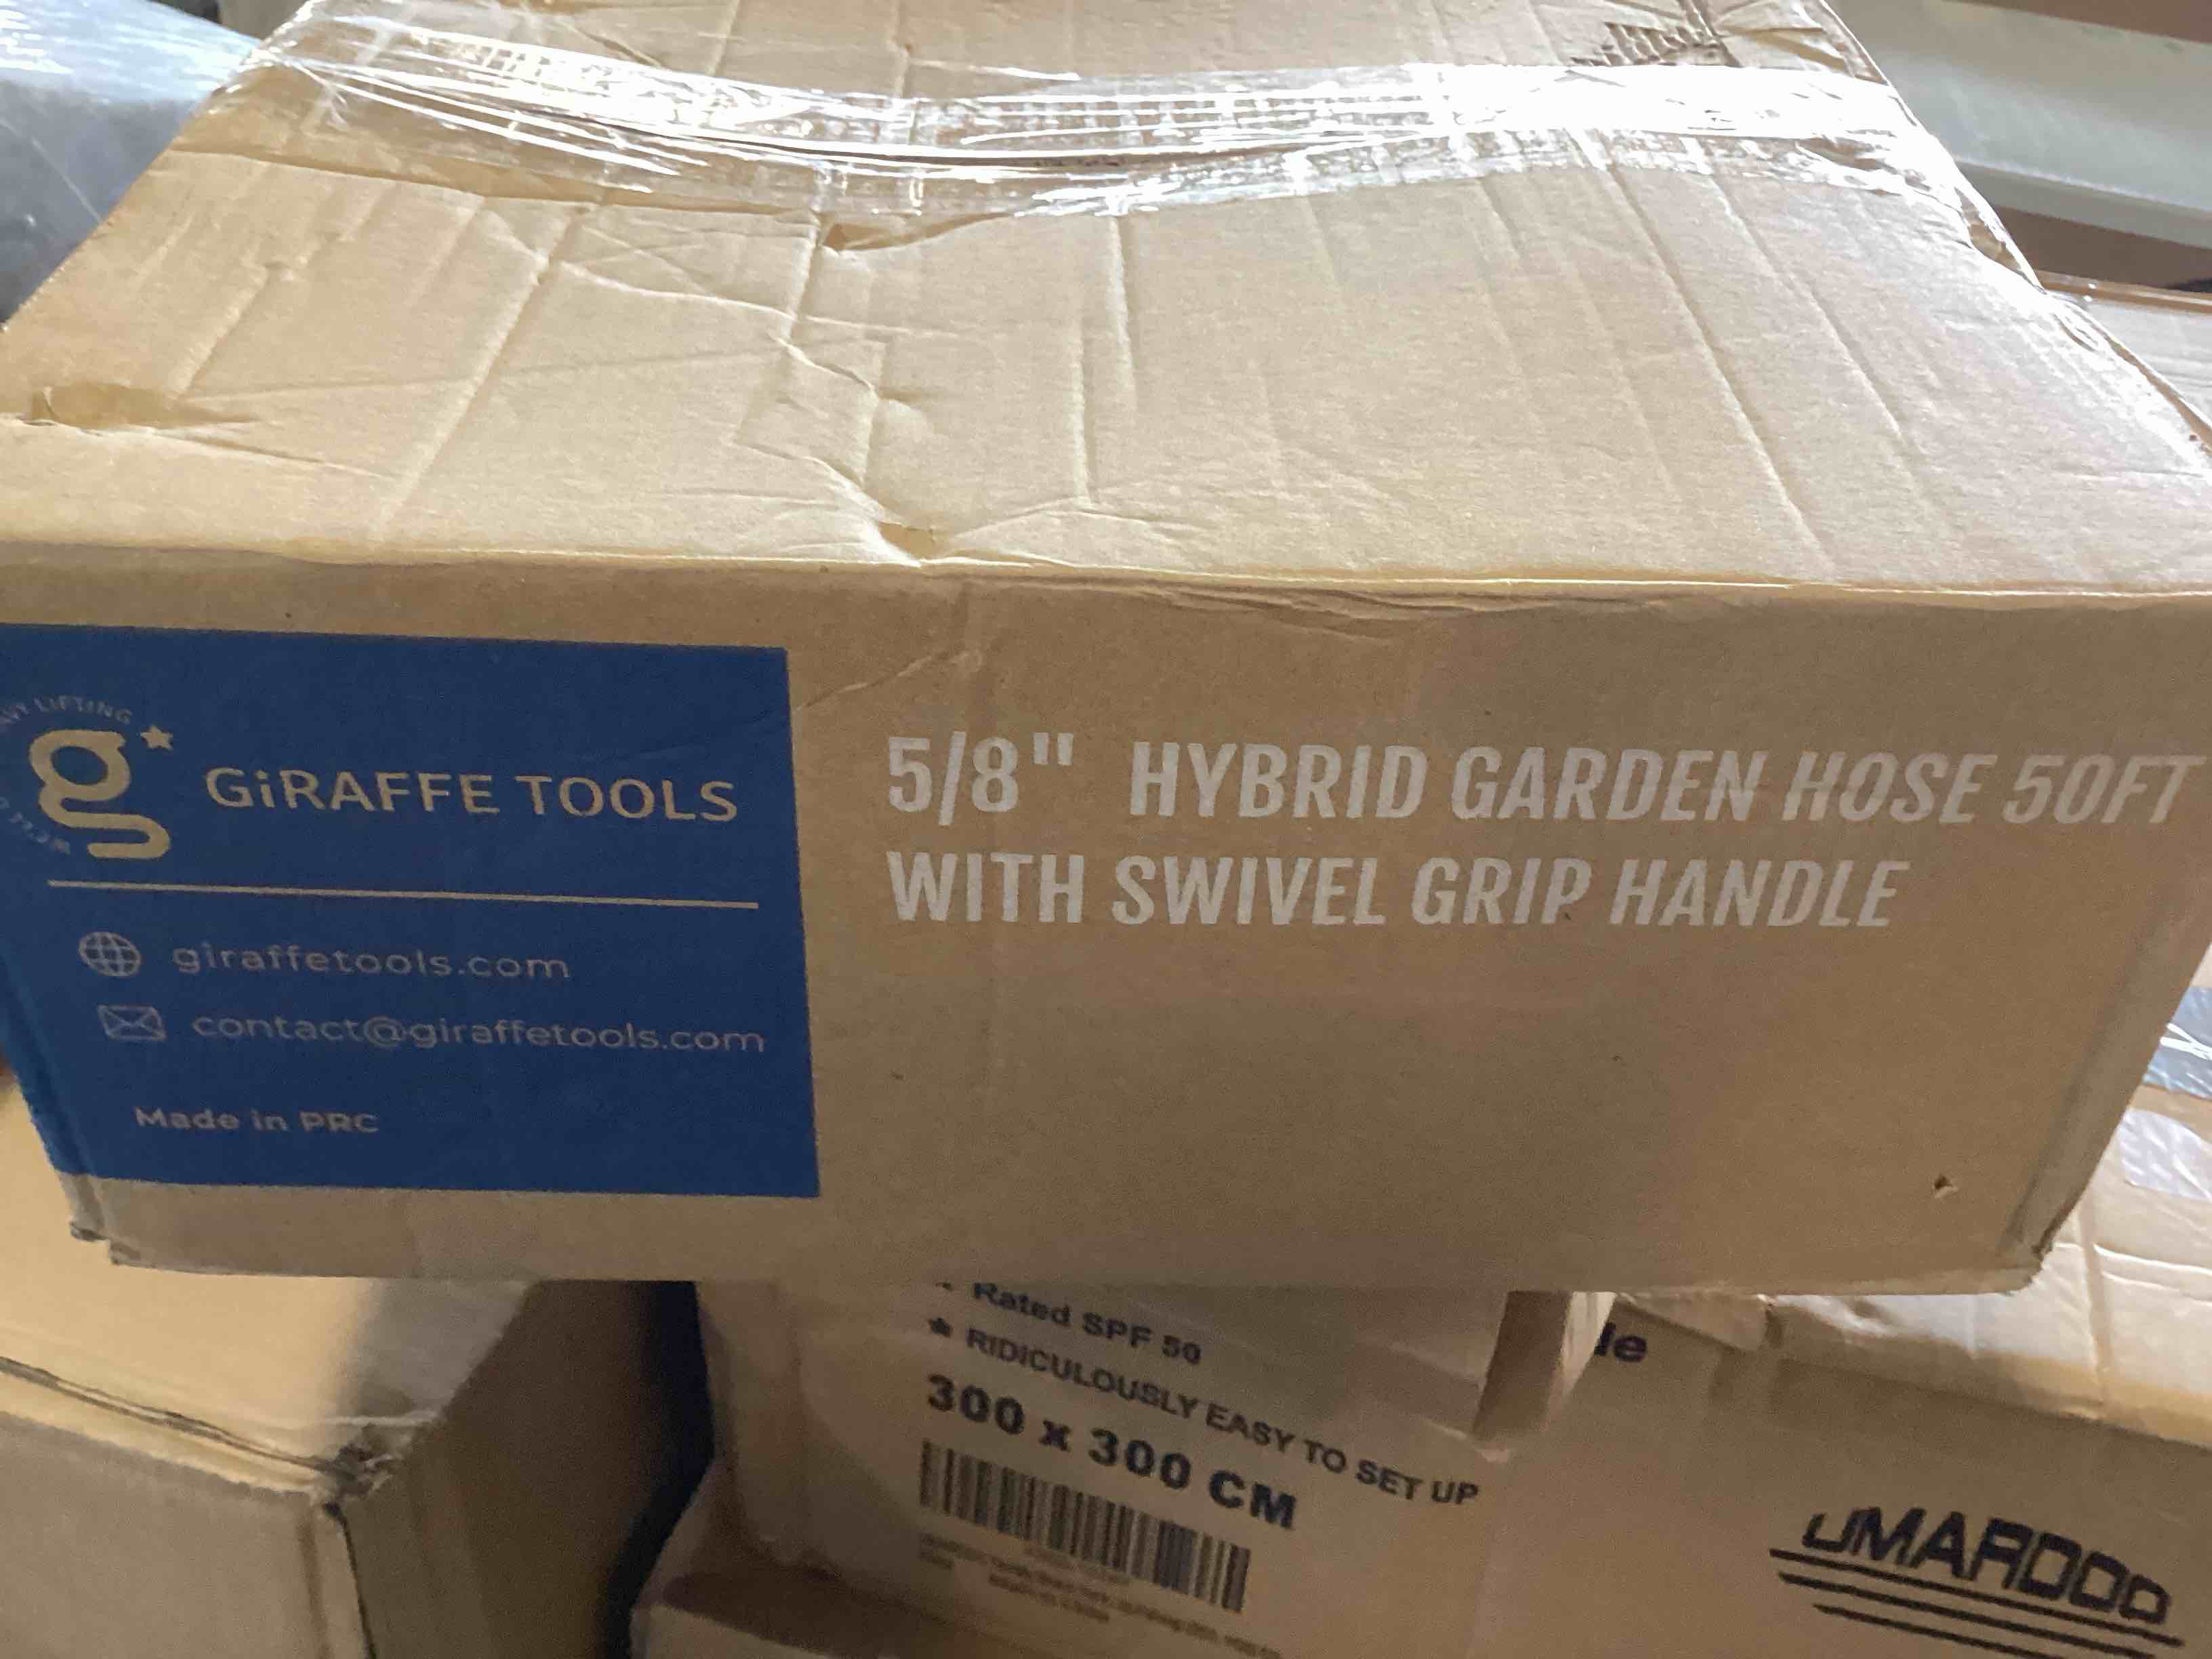 LIFTING
g
GiRAFFE TOOLS
giraffetools.com
contact@giraffetools.com
Made in PRC
5/8" HYBRID GARDEN HOSE 50FT
WITH SWIVEL GRIP HANDLE
Rated SPF 50
★ RIDICULOUSLY EASY TO SET UP
300 x 300 CM
UMARDOO